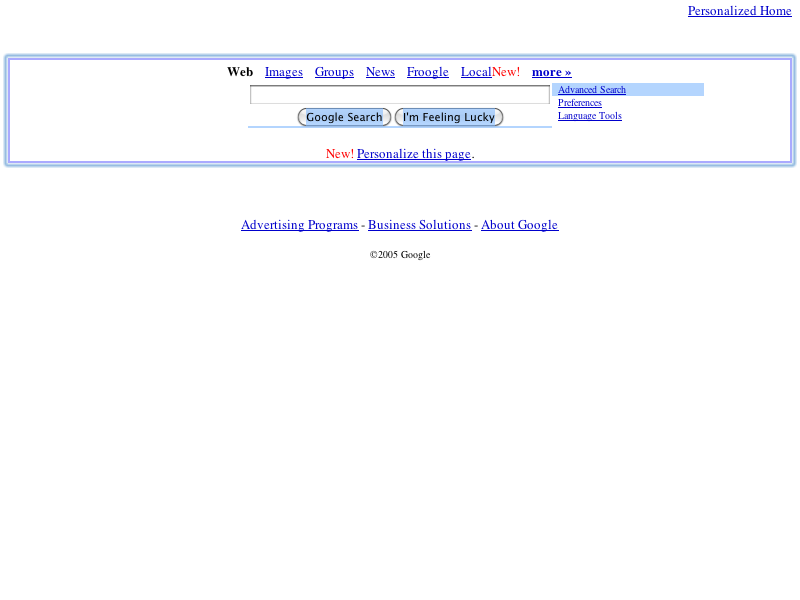 Personalized Home
Web Images Groups News Froogle LocalNew! more »
Advanced Search
Preferences
Language Tools
Google Search I'm Feeling Lucky
New! Personalize this page.
Advertising Programs - Business Solutions - About Google
©2005 Google